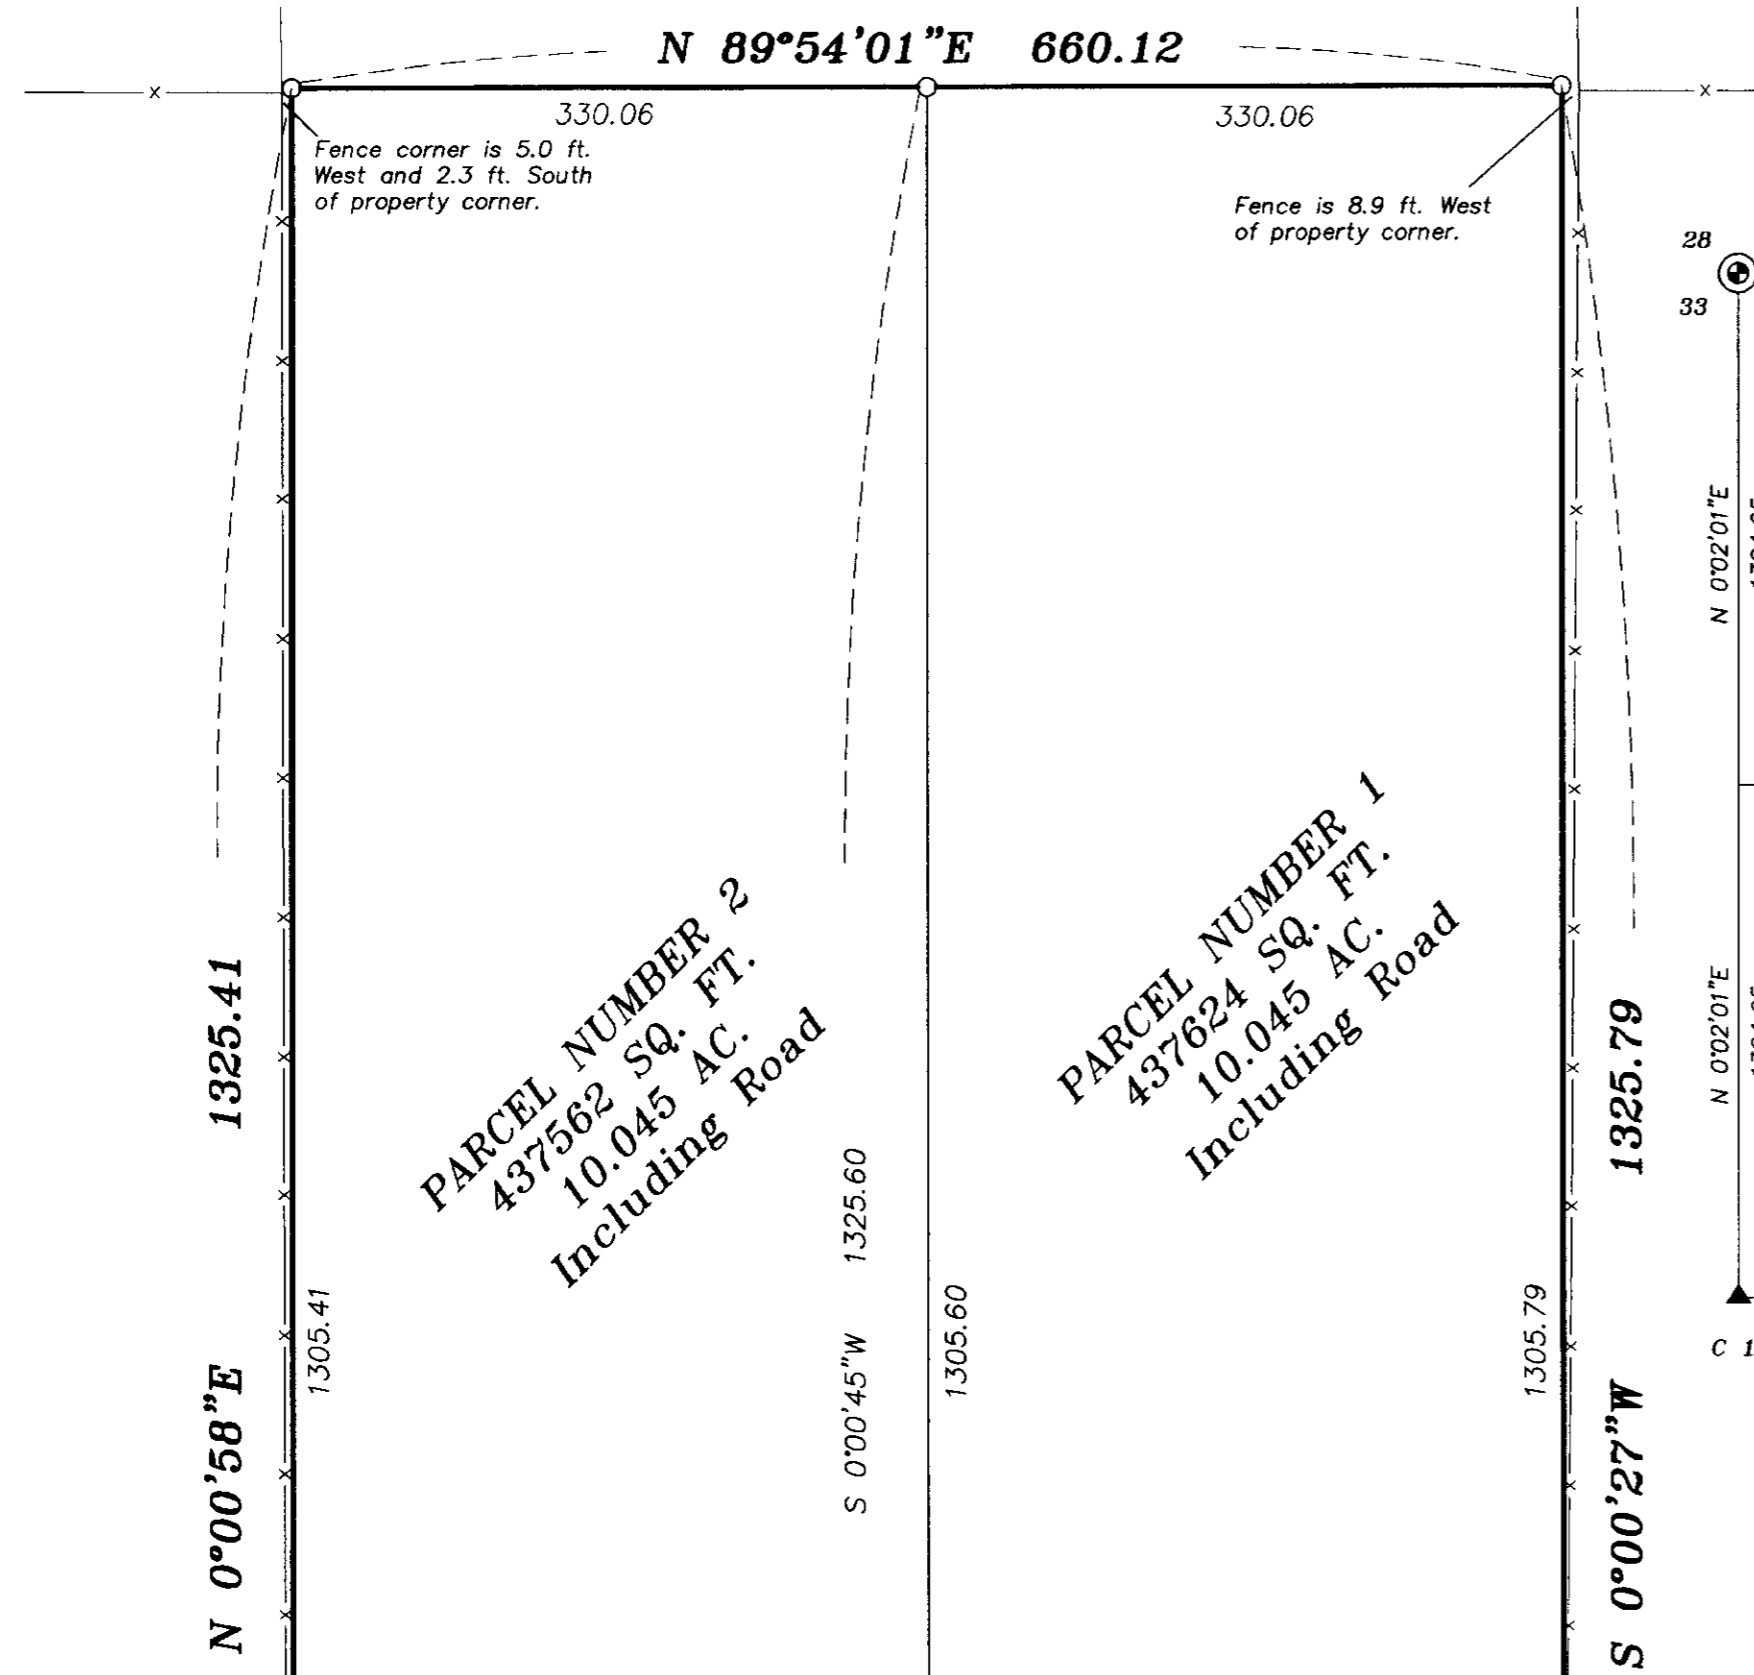 N 89°54'01"E 660.12
330.06
330.06
Fence corner is 5.0 ft.
West and 2.3 ft. South
of property corner.
Fence is 8.9 ft. West
of property corner.
28
33
N 0°02'01"E
N 0°02'01"E
C 1
PARCEL NUMBER 2
437562 SQ. FT.
10.045 AC.
Including Road
PARCEL NUMBER 1
437624 SQ. FT.
10.045 AC.
Including Road
N 0°00'58"E 1325.41
1305.41
S 0°00'45"W 1325.60
1305.60
1305.79
S 0°00'27"W 1325.79